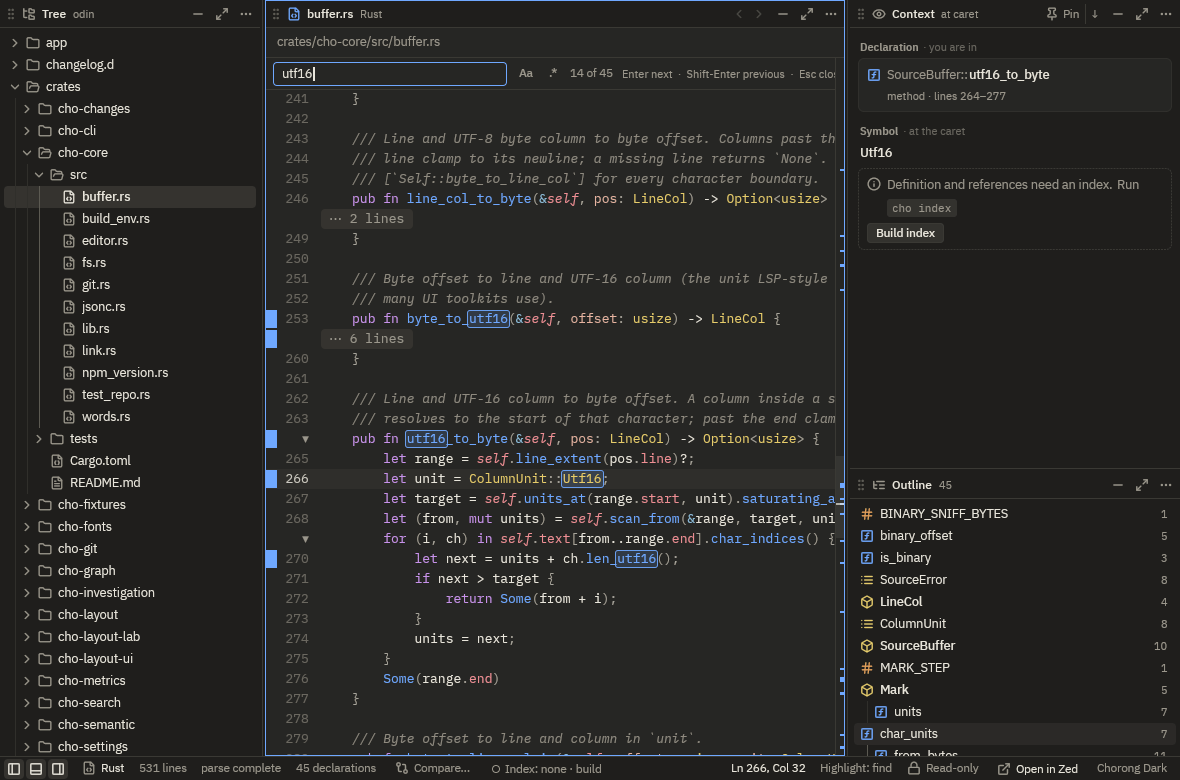 Tree odin
app
changelog.d
crates
cho-changes
cho-cli
cho-core
src
buffer.rs
build_env.rs
editor.rs
fs.rs
git.rs
jsonc.rs
lib.rs
link.rs
npm_version.rs
test_repo.rs
words.rs
tests
Cargo.toml
README.md
cho-fixtures
cho-fonts
cho-git
cho-graph
cho-investigation
cho-layout
cho-layout-lab
cho-layout-ui
cho-metrics
cho-search
cho-semantic
cho-settings
buffer.rs Rust
crates/cho-core/src/buffer.rs
utf16 Aa .* 14 of 45 Enter next · Shift-Enter previous · Esc clos
241 }
242
243 /// Line and UTF-8 byte column to byte offset. Columns past th
244 /// line clamp to its newline; a missing line returns `None`.
245 /// [`Self::byte_to_line_col`] for every character boundary.
246 pub fn line_col_to_byte(&self, pos: LineCol) -> Option<usize>
··· 2 lines
249 }
250
251 /// Byte offset to line and UTF-16 column (the unit LSP-style
252 /// many UI toolkits use).
253 pub fn byte_to_utf16(&self, offset: usize) -> LineCol {
··· 6 lines
260 }
261
262 /// Line and UTF-16 column to byte offset. A column inside a s
263 /// resolves to the start of that character; past the end clam
pub fn utf16_to_byte(&self, pos: LineCol) -> Option<usize> {
265 let range = self.line_extent(pos.line)?;
266 let unit = ColumnUnit::Utf16;
267 let target = self.units_at(range.start, unit).saturating_a
268 let (from, mut units) = self.scan_from(&range, target, uni
for (i, ch) in self.text[from..range.end].char_indices() {
270 let next = units + ch.len_utf16();
271 if next > target {
272 return Some(from + i);
273 }
274 units = next;
275 }
276 Some(range.end)
277 }
278
279 /// Byte offset to line and column in `unit`.
Context at caret Pin
Declaration · you are in
SourceBuffer::utf16_to_byte
method · lines 264–277
Symbol · at the caret
Utf16
Definition and references need an index. Run
cho index
Build index
Outline 45
BINARY_SNIFF_BYTES 1
binary_offset 5
is_binary 3
SourceError 8
LineCol 4
ColumnUnit 8
SourceBuffer 10
MARK_STEP 1
Mark 5
units 7
char_units 7
from_bytes 11
Rust 531 lines parse complete 45 declarations Compare... Index: none · build Ln 266, Col 32 Highlight: find Read-only Open in Zed Chorong Dark